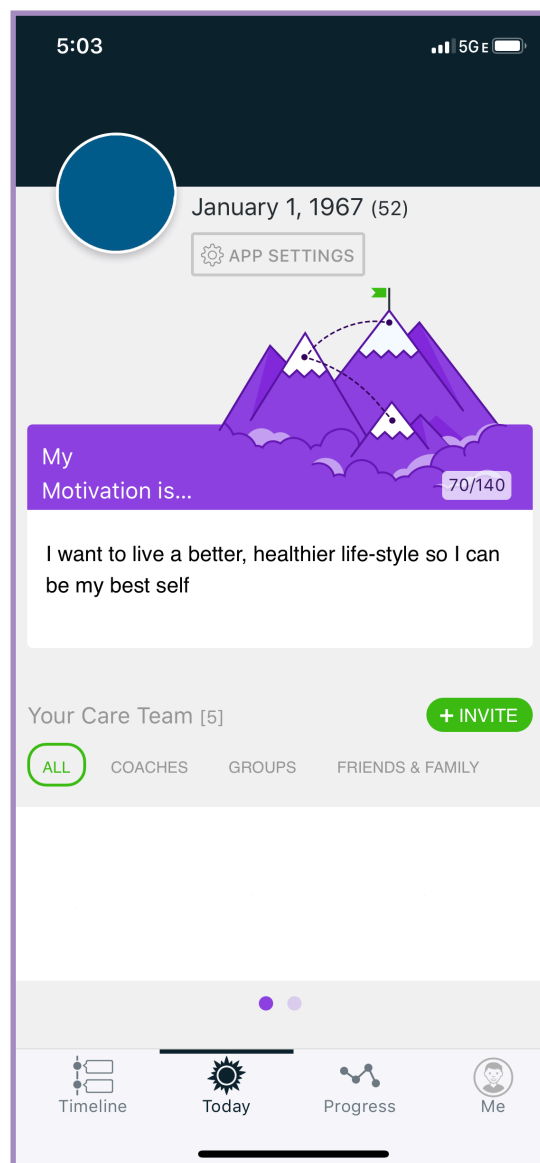 5:03
5GE
January 1, 1967 (52)
APP SETTINGS
My
Motivation is...
70/140
I want to live a better, healthier life-style so I can
be my best self
Your Care Team [5]
+ INVITE
ALL COACHES GROUPS FRIENDS & FAMILY
Timeline Today Progress Me